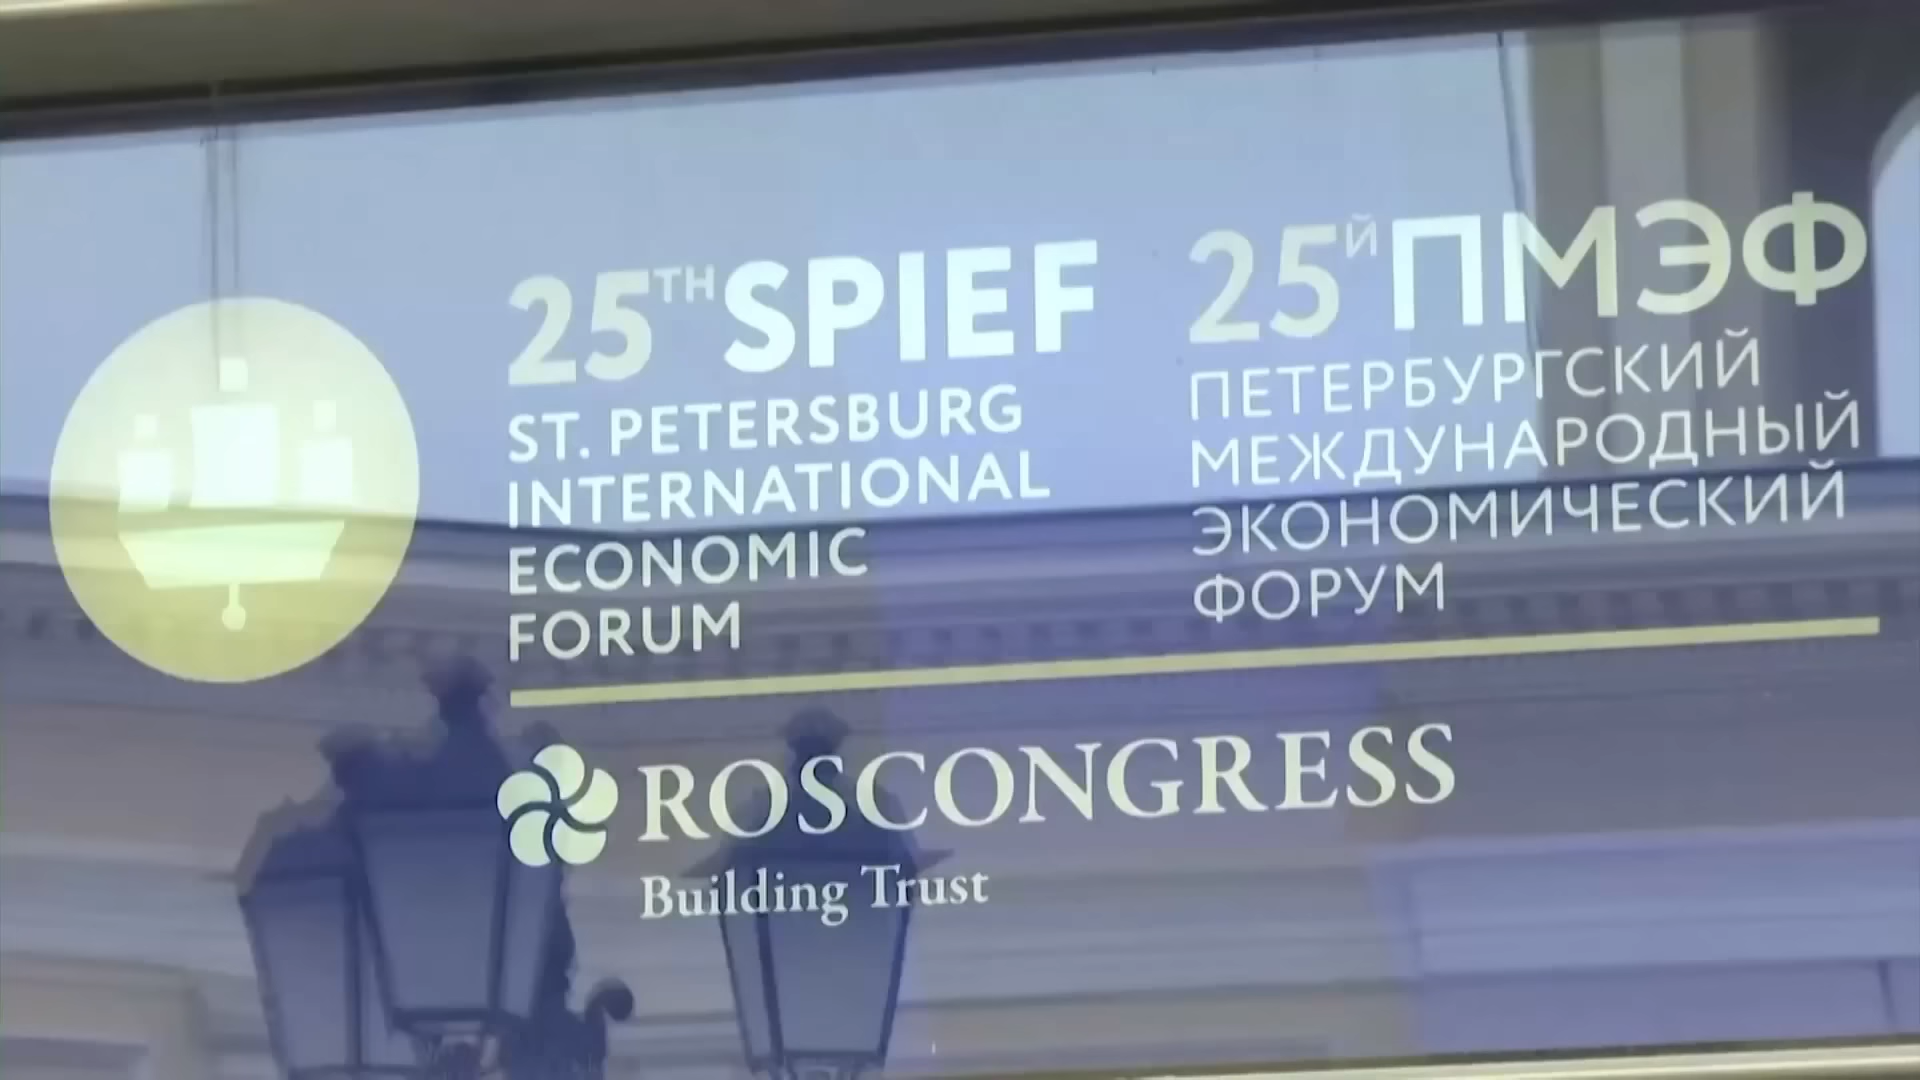 25TH SPIEF
ST. PETERSBURG
INTERNATIONAL
ECONOMIC
FORUM
25Й ПМЭФ
ПЕТЕРБУРГСКИЙ
МЕЖДУНАРОДНЫЙ
ЭКОНОМИЧЕСКИЙ
ФОРУМ
ROSCONGRESS
Building Trust